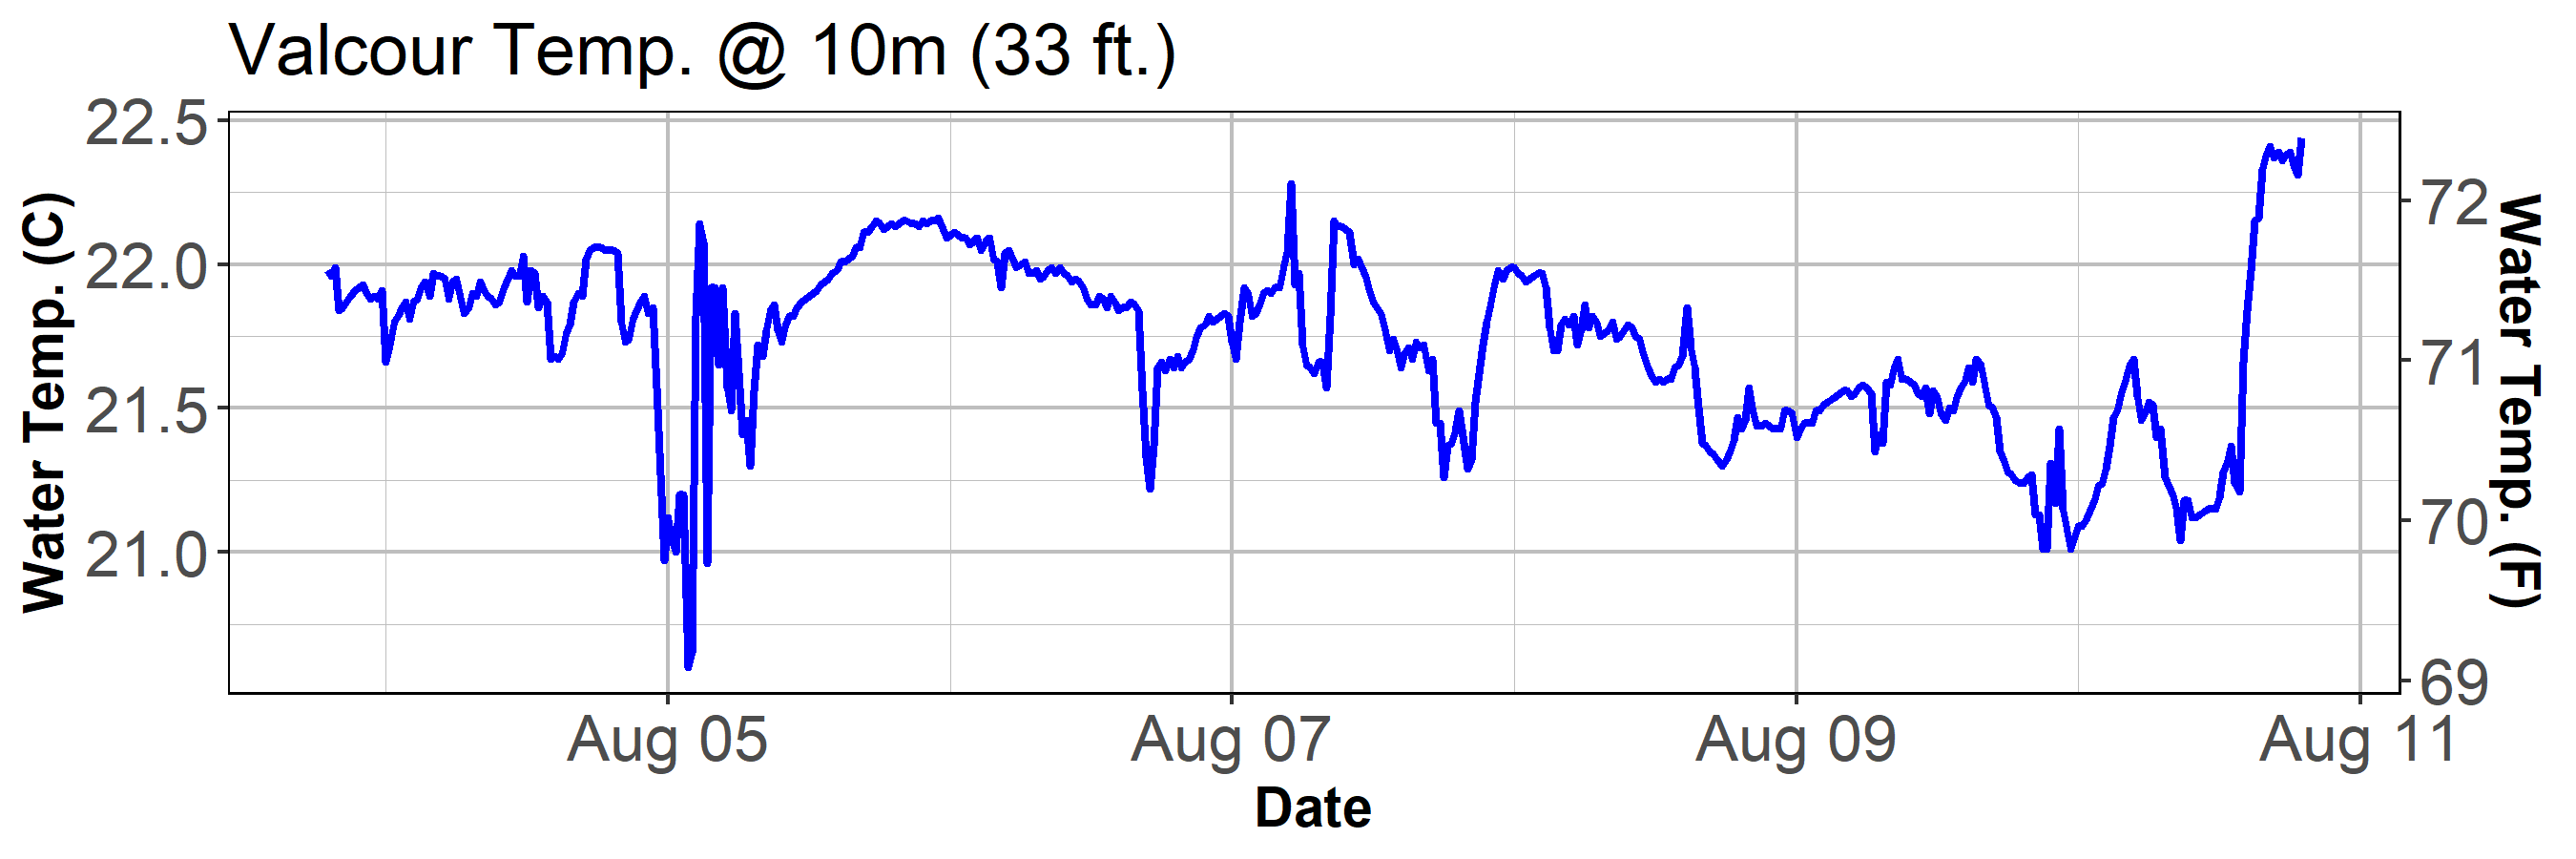 Valcour Temp. @ 10m (33 ft.)
Water Temp. (C)
22.5
22.0
21.5
21.0
72
71
70
69
Water Temp. (F)
Aug 05
Aug 07
Aug 09
Aug 11
Date